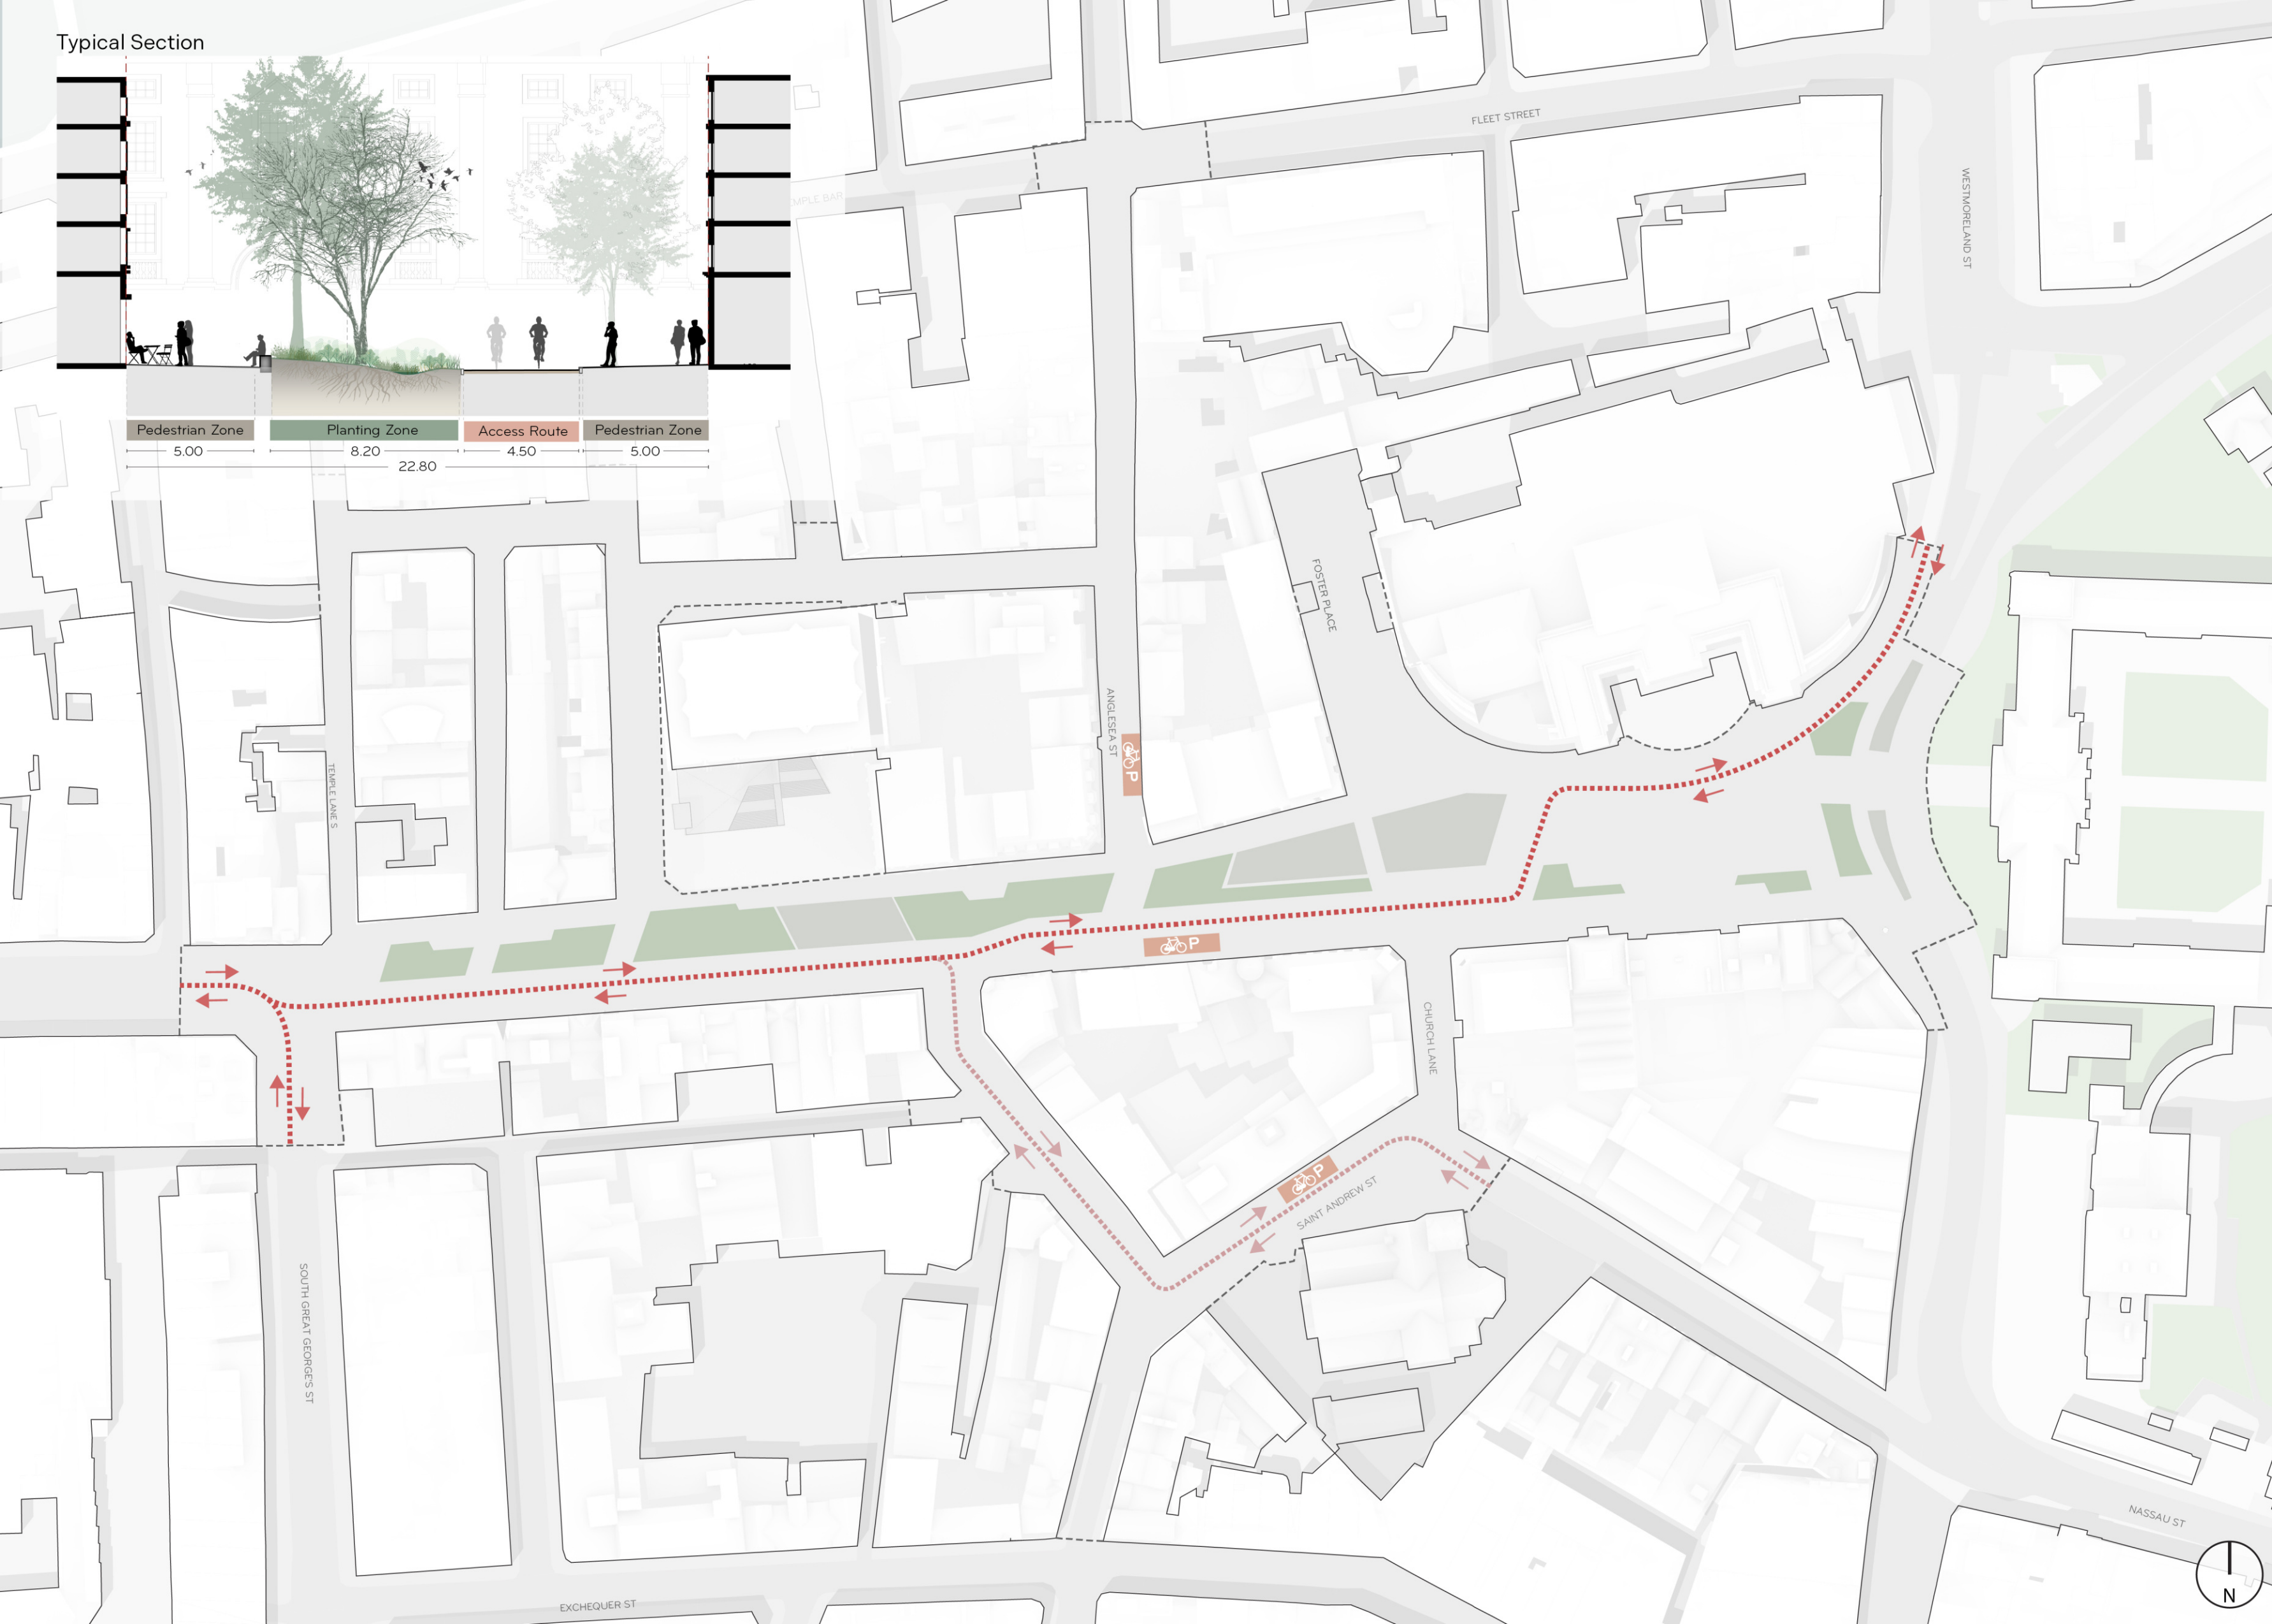 Typical Section
Pedestrian Zone
Planting Zone
Access Route
Pedestrian Zone
5.00
8.20
4.50
5.00
22.80
FLEET STREET
WESTMORELAND ST
MPLE BAR
FOSTER PLACE
ANGLESEA ST
P
TEMPLE LANE S
P
CHURCH LANE
P
SAINT ANDREW ST
SOUTH GREAT GEORGE'S ST
NASSAU ST
EXCHEQUER ST
N